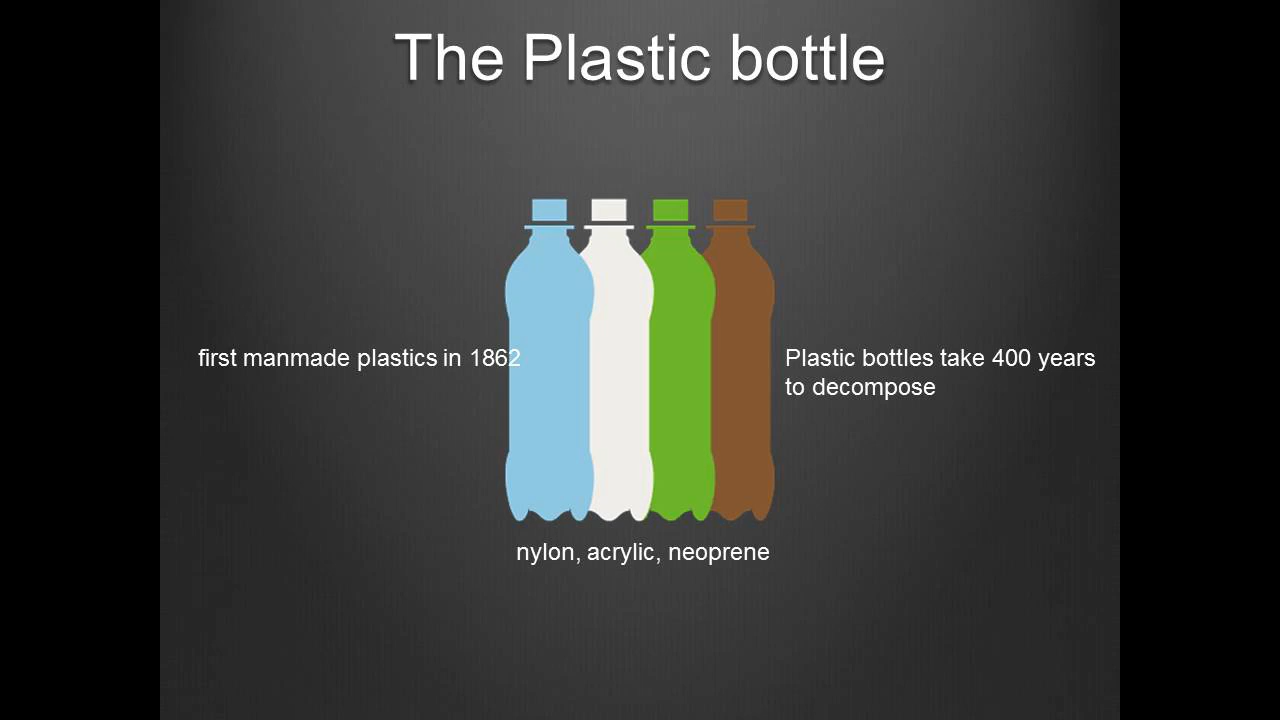 The Plastic bottle
first manmade plastics in 1862
Plastic bottles take 400 years
to decompose
nylon, acrylic, neoprene